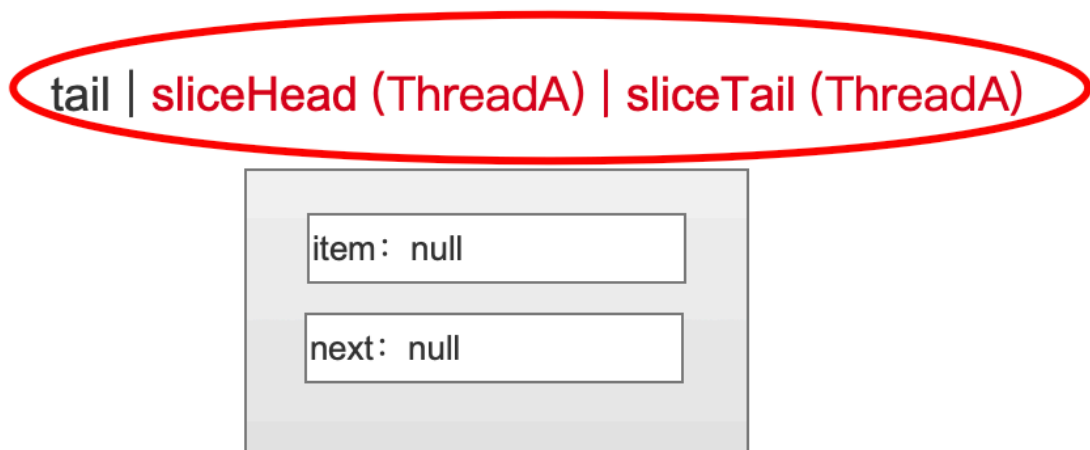 tail | sliceHead (ThreadA) | sliceTail (ThreadA)
item：null
next：null